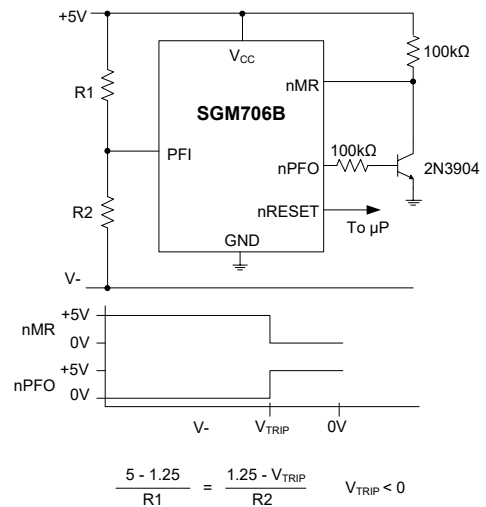 +5V
100kΩ
VCC
R1
nMR
SGM706B
100kΩ
PFI
nPFO
2N3904
R2
nRESET
To µP
GND
V-
+5V
nMR
0V
+5V
nPFO
0V
V- VTRIP 0V
5 - 1.25 / R1 = 1.25 - VTRIP / R2 VTRIP < 0